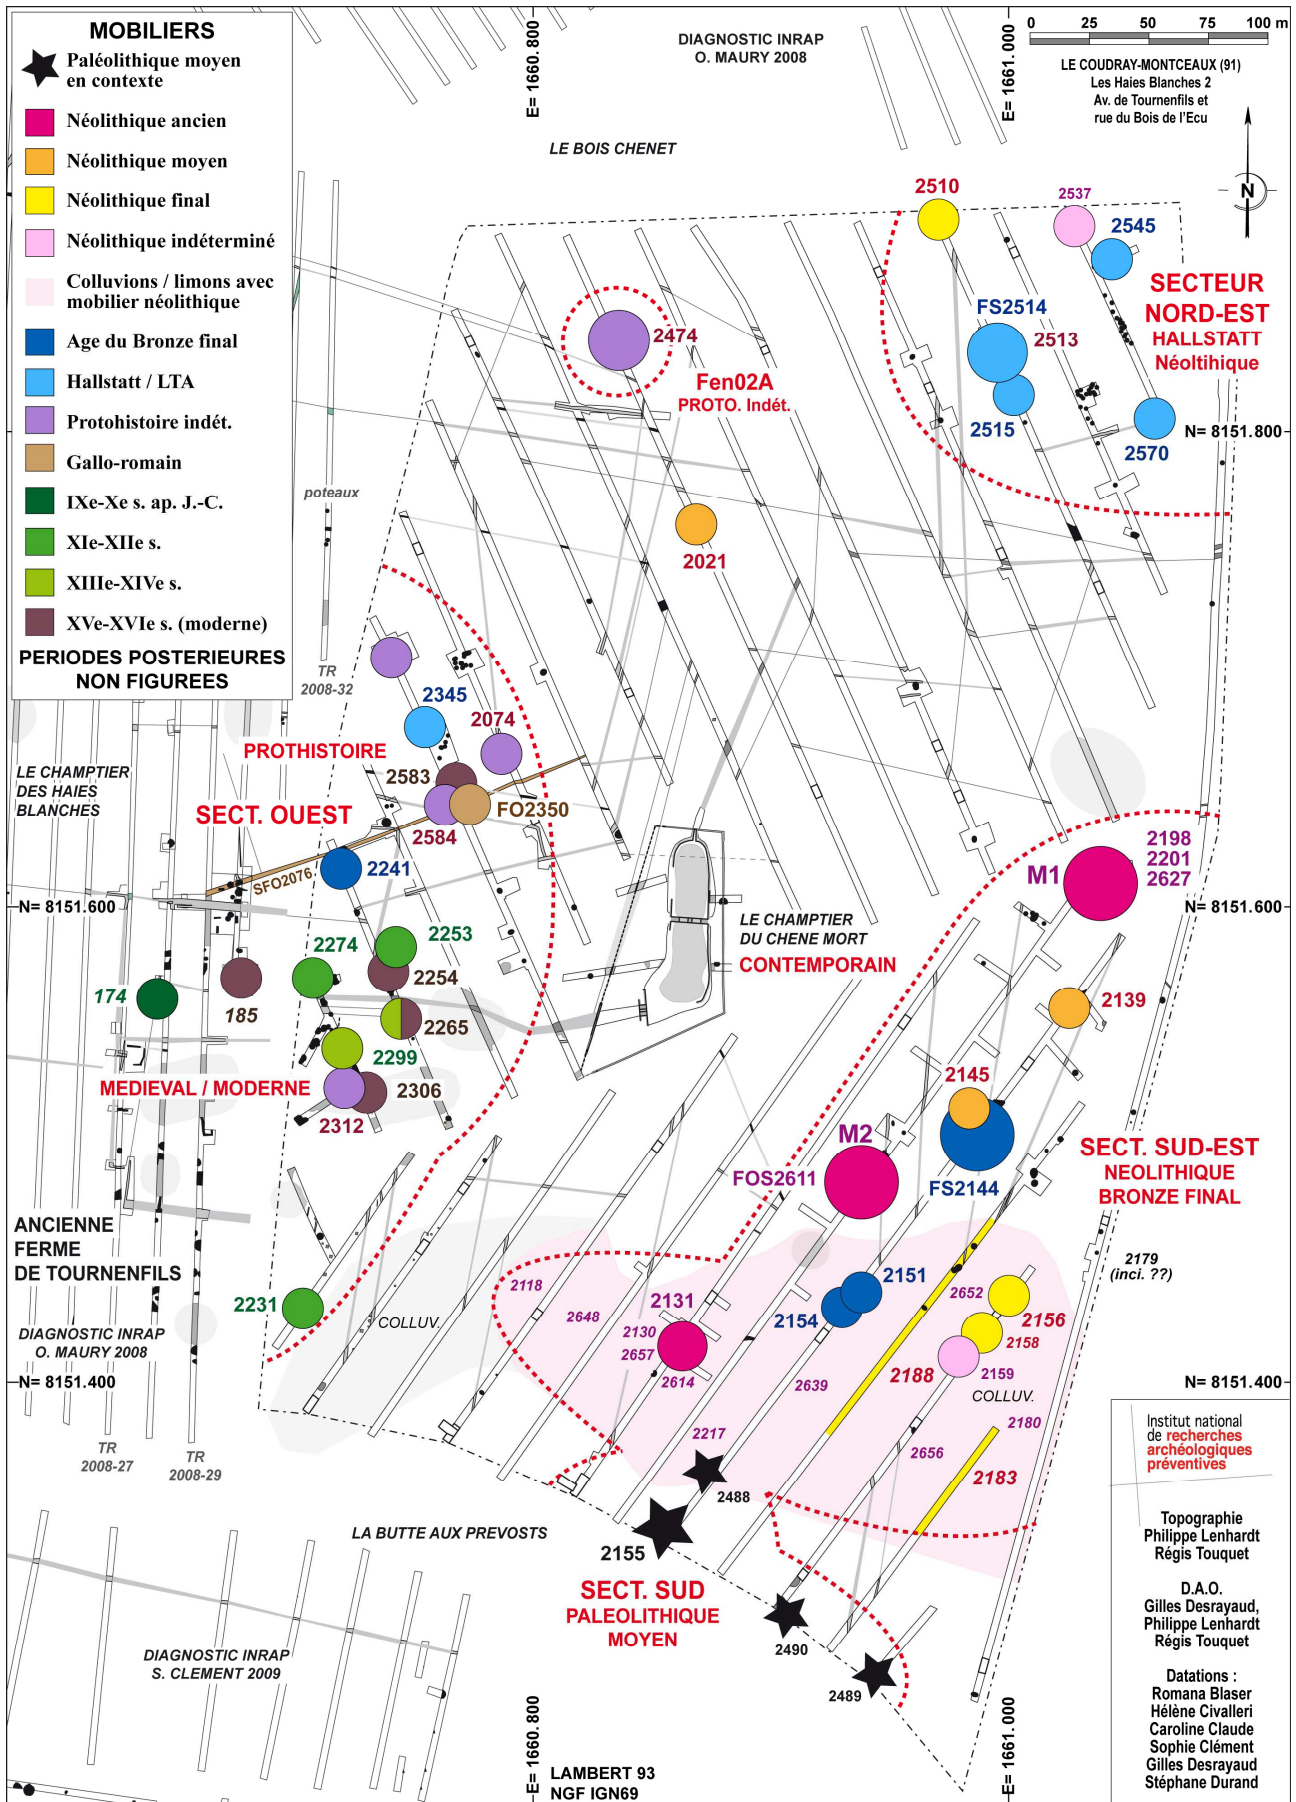 MOBILIERS
Paléolithique moyen
en contexte
Néolithique ancien
Néolithique moyen
Néolithique final
Néolithique indéterminé
Colluvions / limons avec
mobilier néolithique
Age du Bronze final
Hallstatt / LTA
Protohistoire indét.
Gallo-romain
IXe-Xe s. ap. J.-C.
XIe-XIIe s.
XIIIe-XIVe s.
XVe-XVIe s. (moderne)
PERIODES POSTERIEURES
NON FIGUREES
E= 1660. 800
DIAGNOSTIC INRAP
O. MAURY 2008
E= 1661.000
0 25 50 75 100 m
LE COUDRAY-MONTCEAUX (91)
Les Haies Blanches 2
Av. de Tournenfils et
rue du Bois de l'Ecu
N
LE BOIS CHENET
2510
2537
2545
SECTEUR
NORD-EST
HALLSTATT
Néoltihique
FS2514
2513
2515
2570
N= 8151.800
2474
Fen02A
PROTO. Indét.
2021
poteaux
TR
2008-32
2345
2074
PROTHISTOIRE
2583
FO2350
2584
SECT. OUEST
LE CHAMPTIER
DES HAIES
BLANCHES
2241
SFO2076
N= 8151.600
2198
2201
2627
M1
N= 8151.600
LE CHAMPTIER
DU CHENE MORT
CONTEMPORAIN
2274
2253
2254
174
185
2265
2299
2139
MEDIEVAL / MODERNE
2306
2312
2145
M2
FOS2611
FS2144
SECT. SUD-EST
NEOLITHIQUE
BRONZE FINAL
ANCIENNE
FERME
DE TOURNENFILS
2179
(inci. ??)
2231
COLLUV.
2118
2648
2131
2130
2657
2614
2151
2154
2652
2156
2158
2159
2188
2639
COLLUV.
DIAGNOSTIC INRAP
O. MAURY 2008
N= 8151.400
N= 8151.400
2180
2217
2656
2183
TR
2008-27
TR
2008-29
2488
LA BUTTE AUX PREVOSTS
2155
SECT. SUD
PALEOLITHIQUE
MOYEN
2490
2489
DIAGNOSTIC INRAP
S. CLEMENT 2009
E= 1660.800
LAMBERT 93
NGF IGN69
E= 1661.000
Institut national
de recherches
archéologiques
préventives
Topographie
Philippe Lenhardt
Régis Touquet
D.A.O.
Gilles Desrayaud,
Philippe Lenhardt
Régis Touquet
Datations :
Romana Blaser
Hélène Civalleri
Caroline Claude
Sophie Clément
Gilles Desrayaud
Stéphane Durand